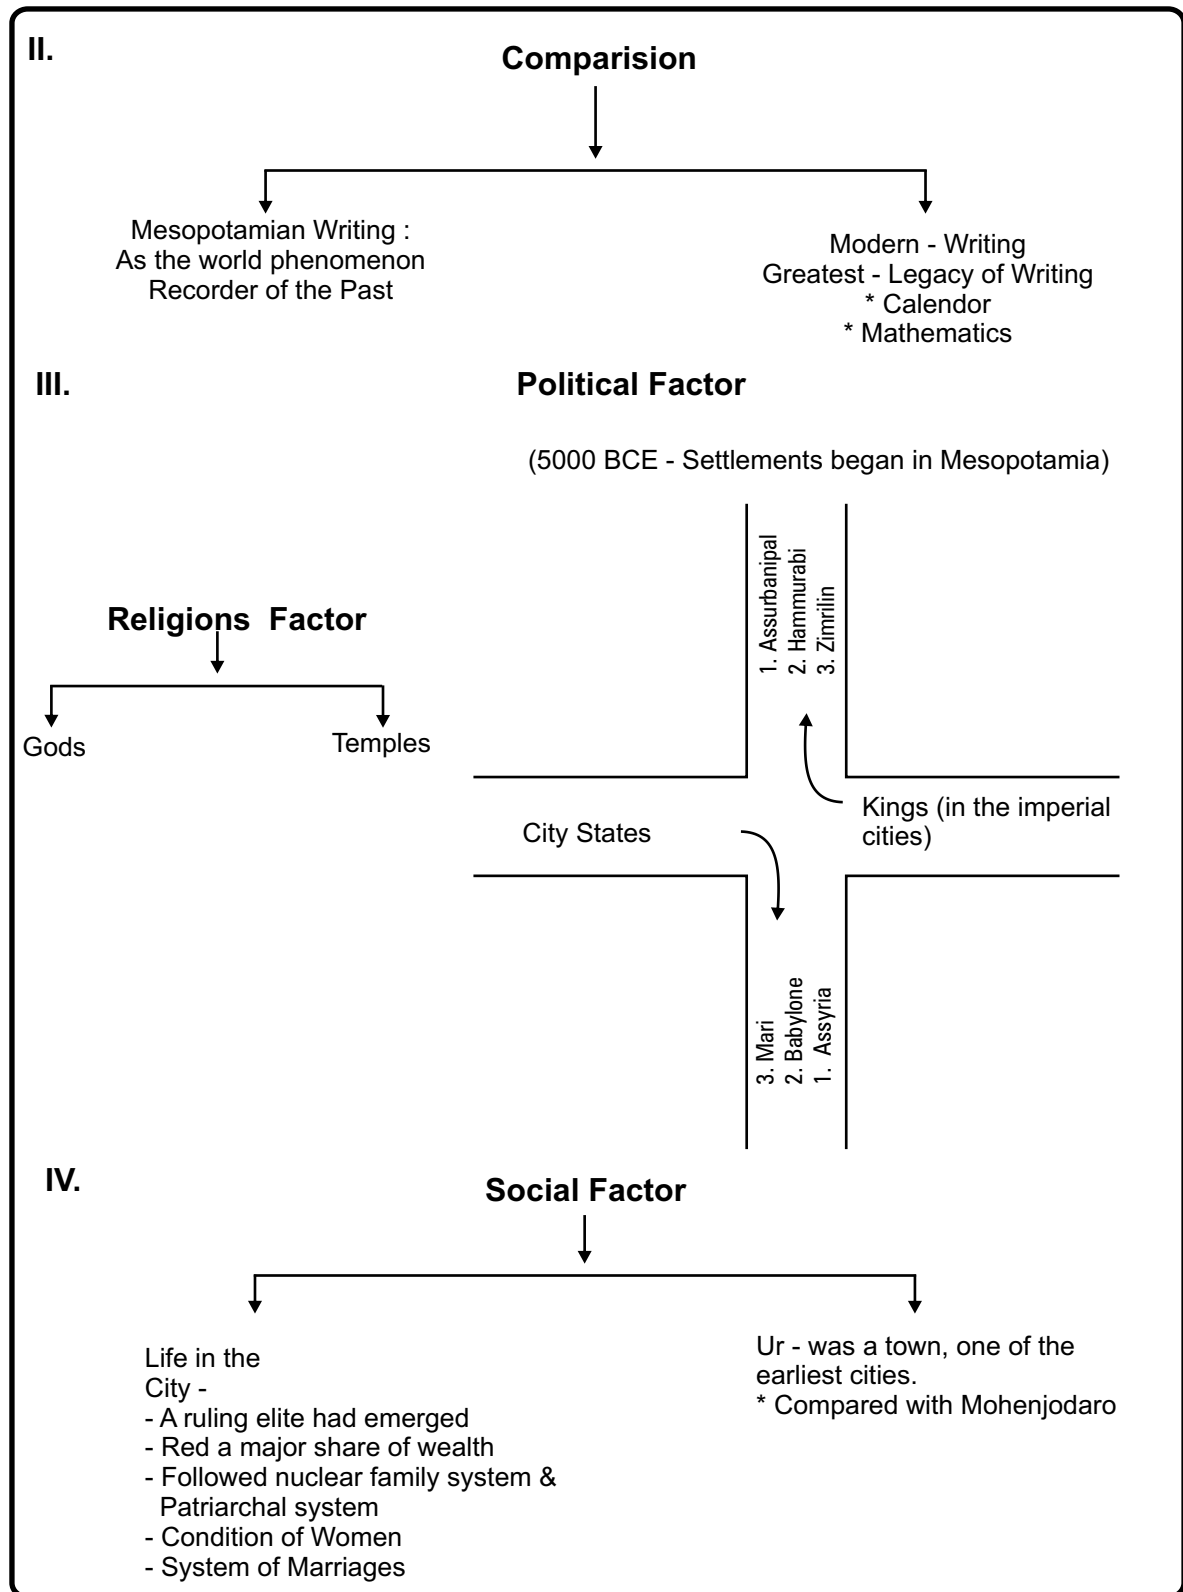 II.
Comparision
Mesopotamian Writing :
As the world phenomenon
Recorder of the Past
Modern - Writing
Greatest - Legacy of Writing
* Calendor
* Mathematics
III.
Political Factor
(5000 BCE - Settlements began in Mesopotamia)
1. Assurbanipal
2. Hammurabi
3. Zimrilin
Religions Factor
Gods
Temples
City States
Kings (in the imperial
cities)
3. Mari
2. Babylone
1. Assyria
IV.
Social Factor
Life in the
City -
- A ruling elite had emerged
- Red a major share of wealth
- Followed nuclear family system &
Patriarchal system
- Condition of Women
- System of Marriages
Ur - was a town, one of the
earliest cities.
* Compared with Mohenjodaro